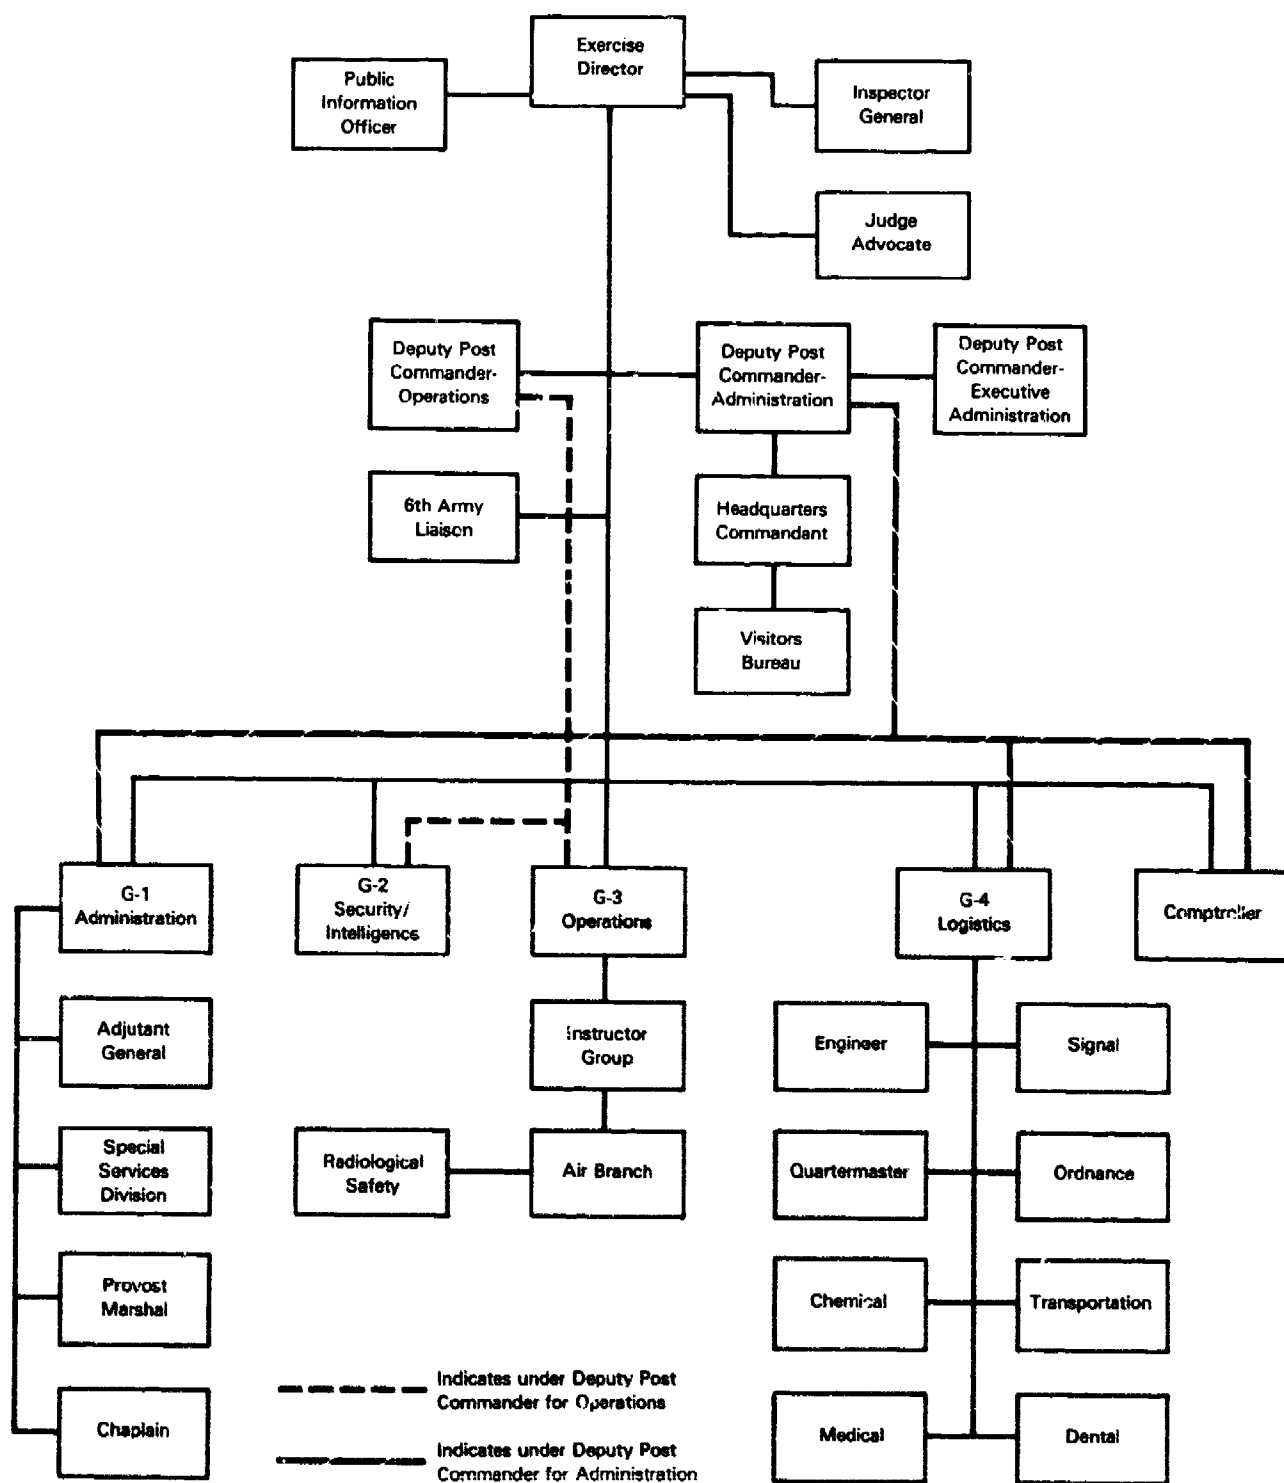 Exercise
Director
Public
Information
Officer
Inspector
General
Judge
Advocate
Deputy Post
Commander-
Operations
Deputy Post
Commander-
Administration
Deputy Post
Commander-
Executive
Administration
6th Army
Liaison
Headquarters
Commandant
Visitors
Bureau
G-1
Administration
G-2
Security/
Intelligence
G-3
Operations
G-4
Logistics
Comptroller
Adjutant
General
Instructor
Group
Engineer
Signal
Special
Services
Division
Radiological
Safety
Air Branch
Quartermaster
Ordnance
Provost
Marshal
Chemical
Transportation
Chaplain
Medical
Dental
Indicates under Deputy Post
Commander for Operations
Indicates under Deputy Post
Commander for Administration